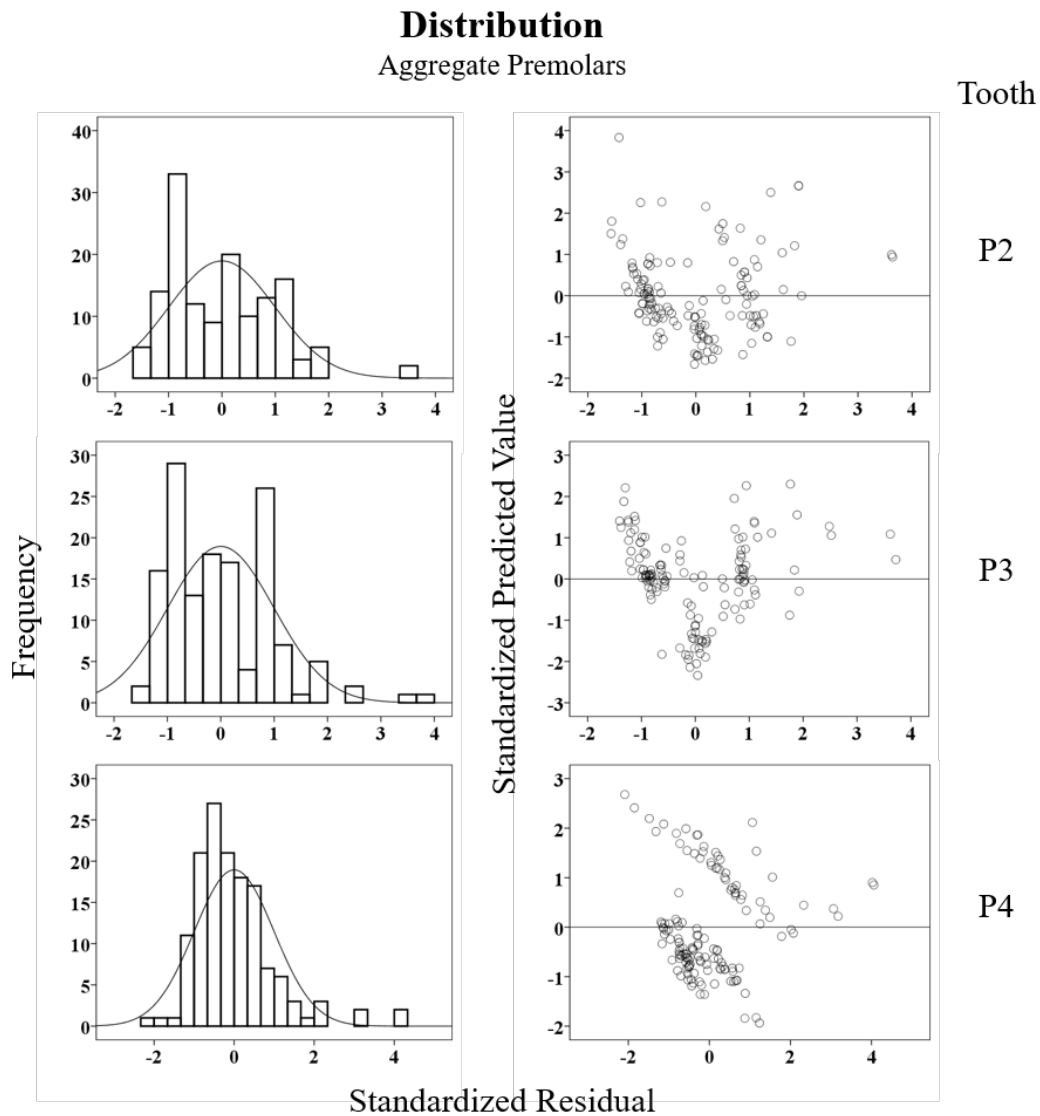 Distribution
Aggregate Premolars
Tooth
40
30
20
10
0
-2 -1 0 1 2 3 4
4
3
2
1
0
-1
-2
-2 -1 0 1 2 3 4
P2
30
25
20
15
10
5
0
-2 -1 0 1 2 3 4
3
2
1
0
-1
-2
-3
-2 -1 0 1 2 3 4
P3
30
25
20
15
10
5
0
-2 0 2 4
3
2
1
0
-1
-2
-2 0 2 4
P4
Frequency
Standardized Predicted Value
Standardized Residual